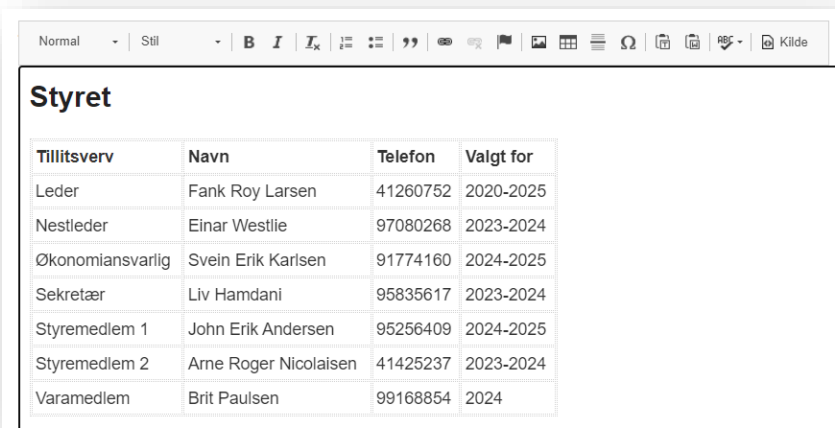 Normal Stil B I Tx ABC Kilde
Styret
Tillitsverv Navn Telefon Valgt for
Leder Fank Roy Larsen 41260752 2020-2025
Nestleder Einar Westlie 97080268 2023-2024
Økonomiansvarlig Svein Erik Karlsen 91774160 2024-2025
Sekretær Liv Hamdani 95835617 2023-2024
Styremedlem 1 John Erik Andersen 95256409 2024-2025
Styremedlem 2 Arne Roger Nicolaisen 41425237 2023-2024
Varamedlem Brit Paulsen 99168854 2024